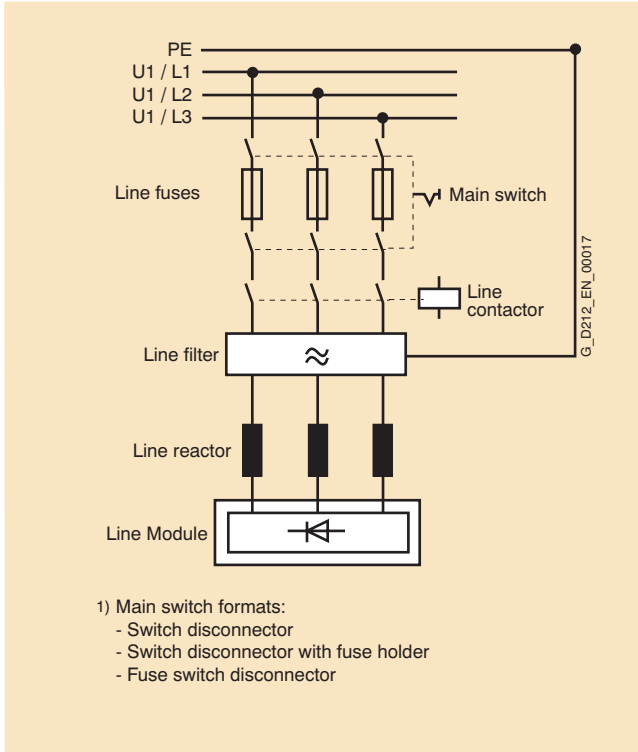 PE
U1 / L1
U1 / L2
U1 / L3
Line fuses
Main switch
Line
contactor
G_D212_EN_00017
Line filter
Line reactor
Line Module
1) Main switch formats:
- Switch disconnector
- Switch disconnector with fuse holder
- Fuse switch disconnector